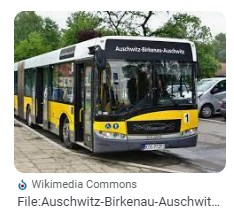 Auschwitz-Birkenau-Auschwitz
1
Wikimedia Commons
File:Auschwitz-Birkenau-Auschwit...